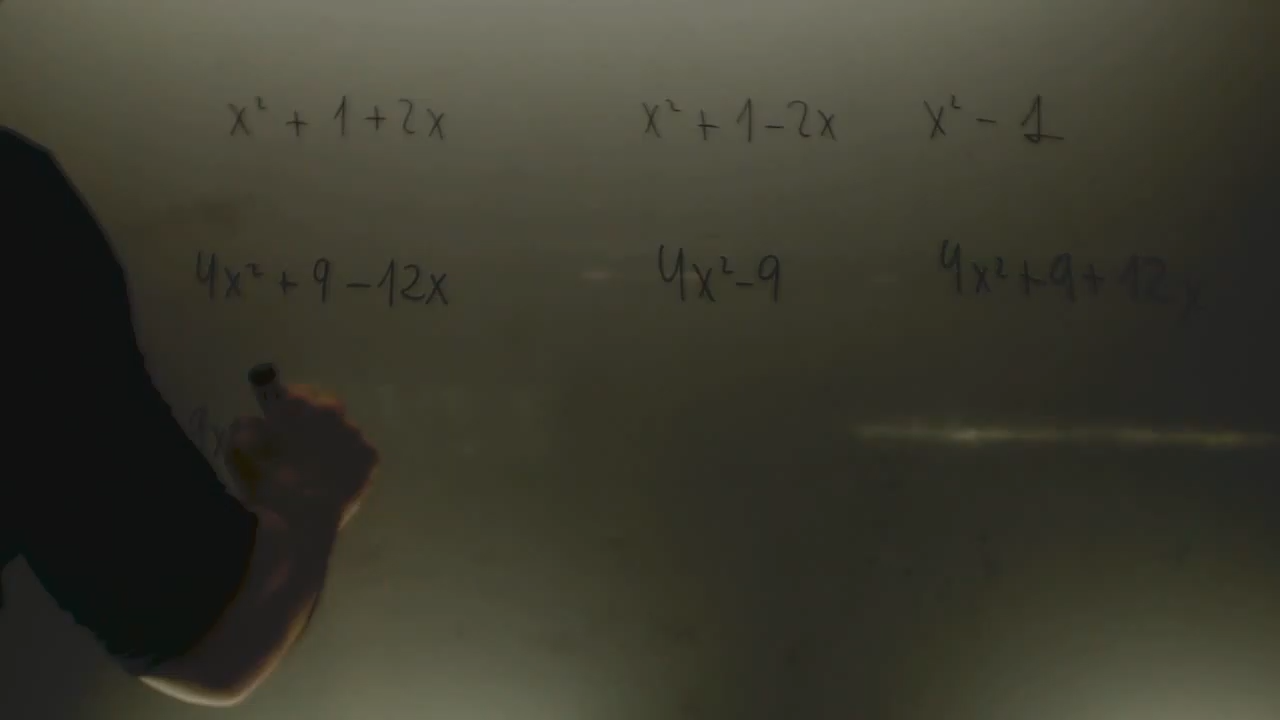 x² + 1 + 2x x² + 1 - 2x x² - 1
4x² + 9 - 12x 4x² - 9 4x² + 9 + 12x